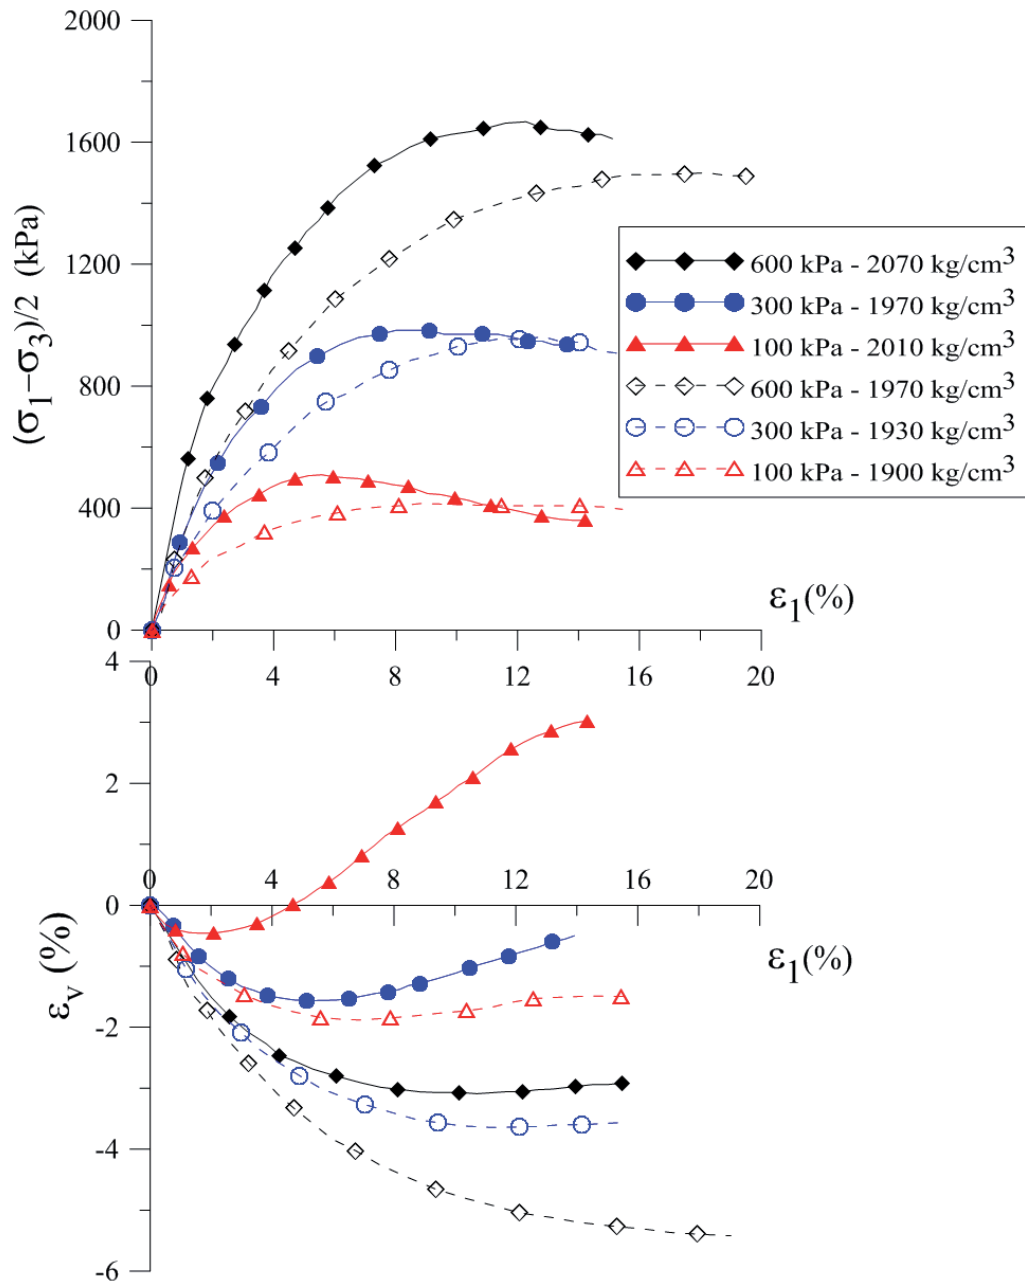 2000
1600
1200
800
400
0
(σ1−σ3)/2 (kPa)
600 kPa - 2070 kg/cm³
300 kPa - 1970 kg/cm³
100 kPa - 2010 kg/cm³
600 kPa - 1970 kg/cm³
300 kPa - 1930 kg/cm³
100 kPa - 1900 kg/cm³
ε1(%)
0 4 8 12 16 20
4
2
0
-2
-4
-6
εv (%)
0 4 8 12 16 20
ε1(%)